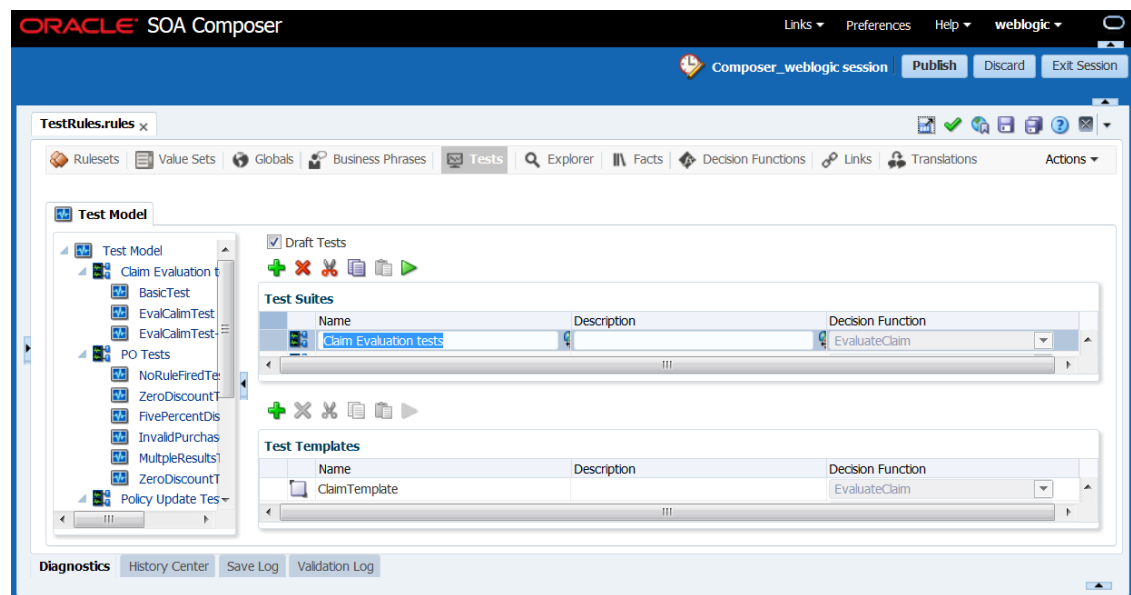 ORACLE SOA Composer Links Preferences Help weblogic
Composer_weblogic session Publish Discard Exit Session
TestRules.rules x
Rulesets Value Sets Globals Business Phrases Tests Explorer Facts Decision Functions Links Translations Actions
Test Model
Test Model
Claim Evaluation t
BasicTest
EvalCalimTest
EvalCalimTest-
PO Tests
NoRuleFiredTes
ZeroDiscountT
FivePercentDis
InvalidPurchas
MultpleResultsT
ZeroDiscountT
Policy Update Tes
Draft Tests
Test Suites
Name Description Decision Function
Claim Evaluation tests EvaluateClaim
Test Templates
Name Description Decision Function
ClaimTemplate EvaluateClaim
Diagnostics History Center Save Log Validation Log